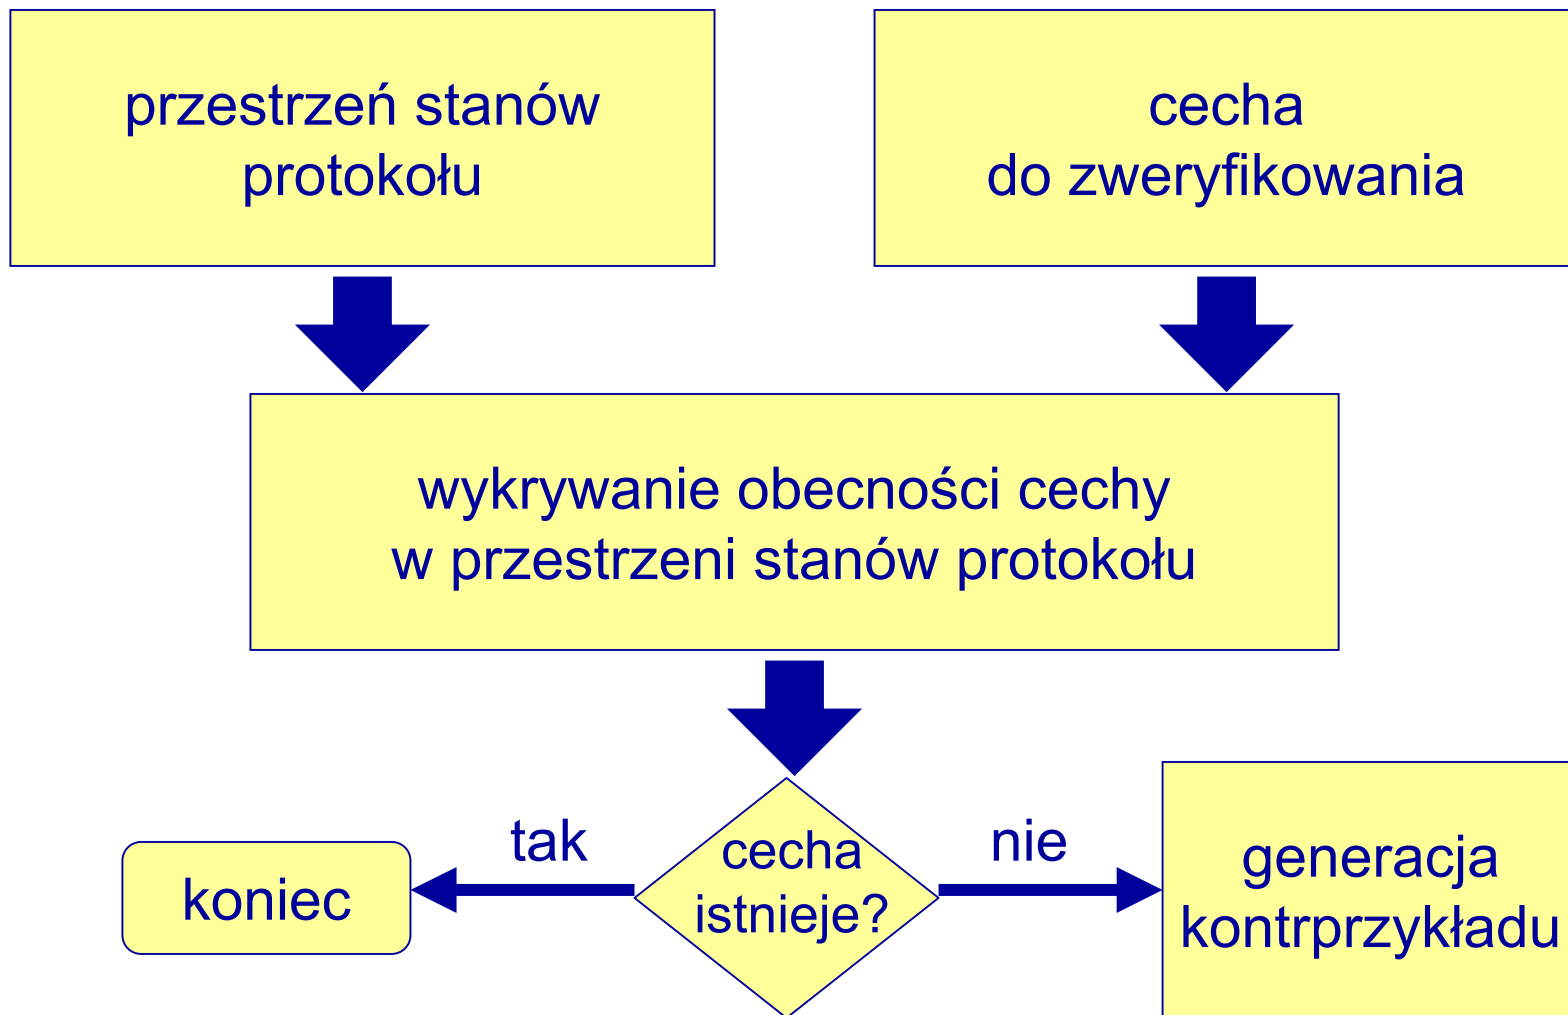 przestrzeń stanów
protokołu
cecha
do zweryfikowania
wykrywanie obecności cechy
w przestrzeni stanów protokołu
tak
cecha
istnieje?
nie
koniec
generacja
kontrprzykładu